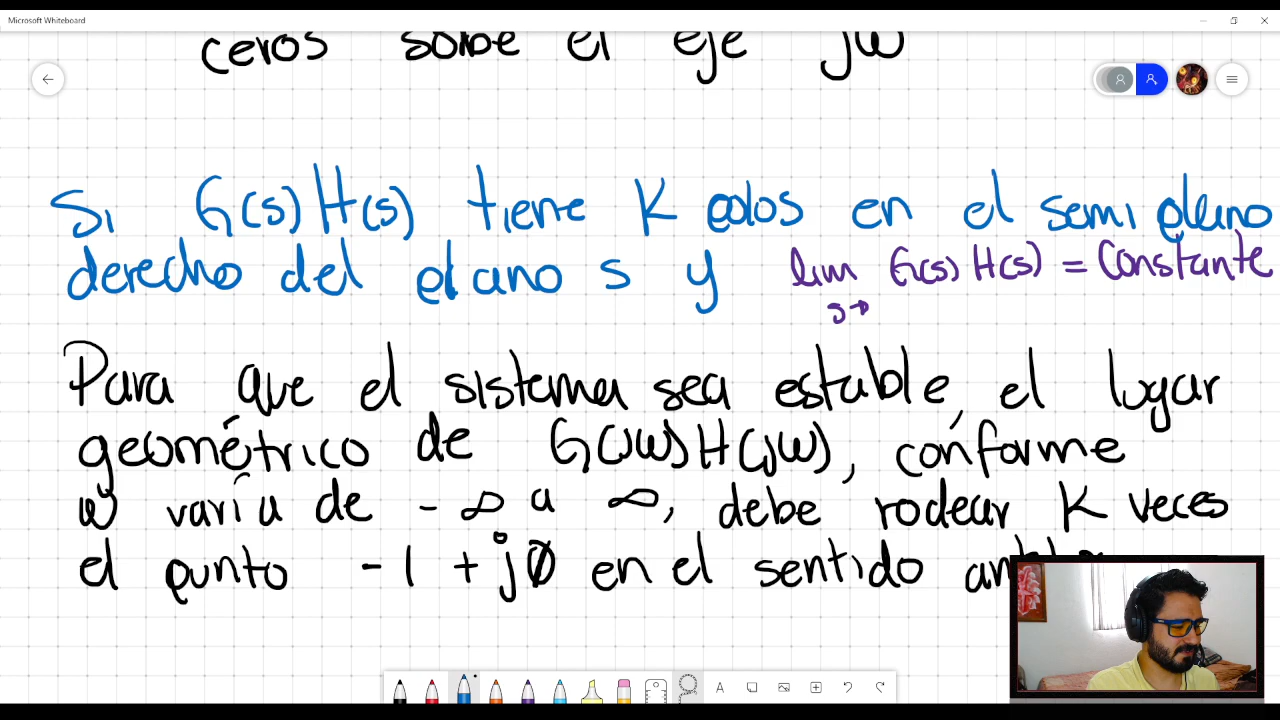 Microsoft Whiteboard
ceros sobre el eje jω
Si G(s)H(s) tiene K polos en el semi plano
derecho del plano s y lim G(s)H(s) = Constante
s→
Para que el sistema sea estable, el lugar
geométrico de G(jω)H(jω), conforme
ω varía de -∞ a ∞, debe rodear K veces
el punto -1 + j0 en el sentido